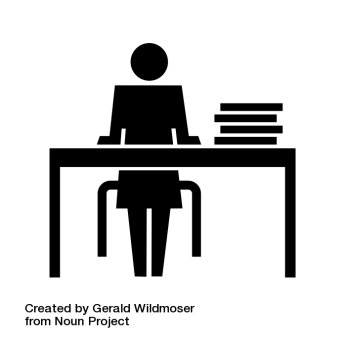 Created by Gerald Wildmoser
from Noun Project